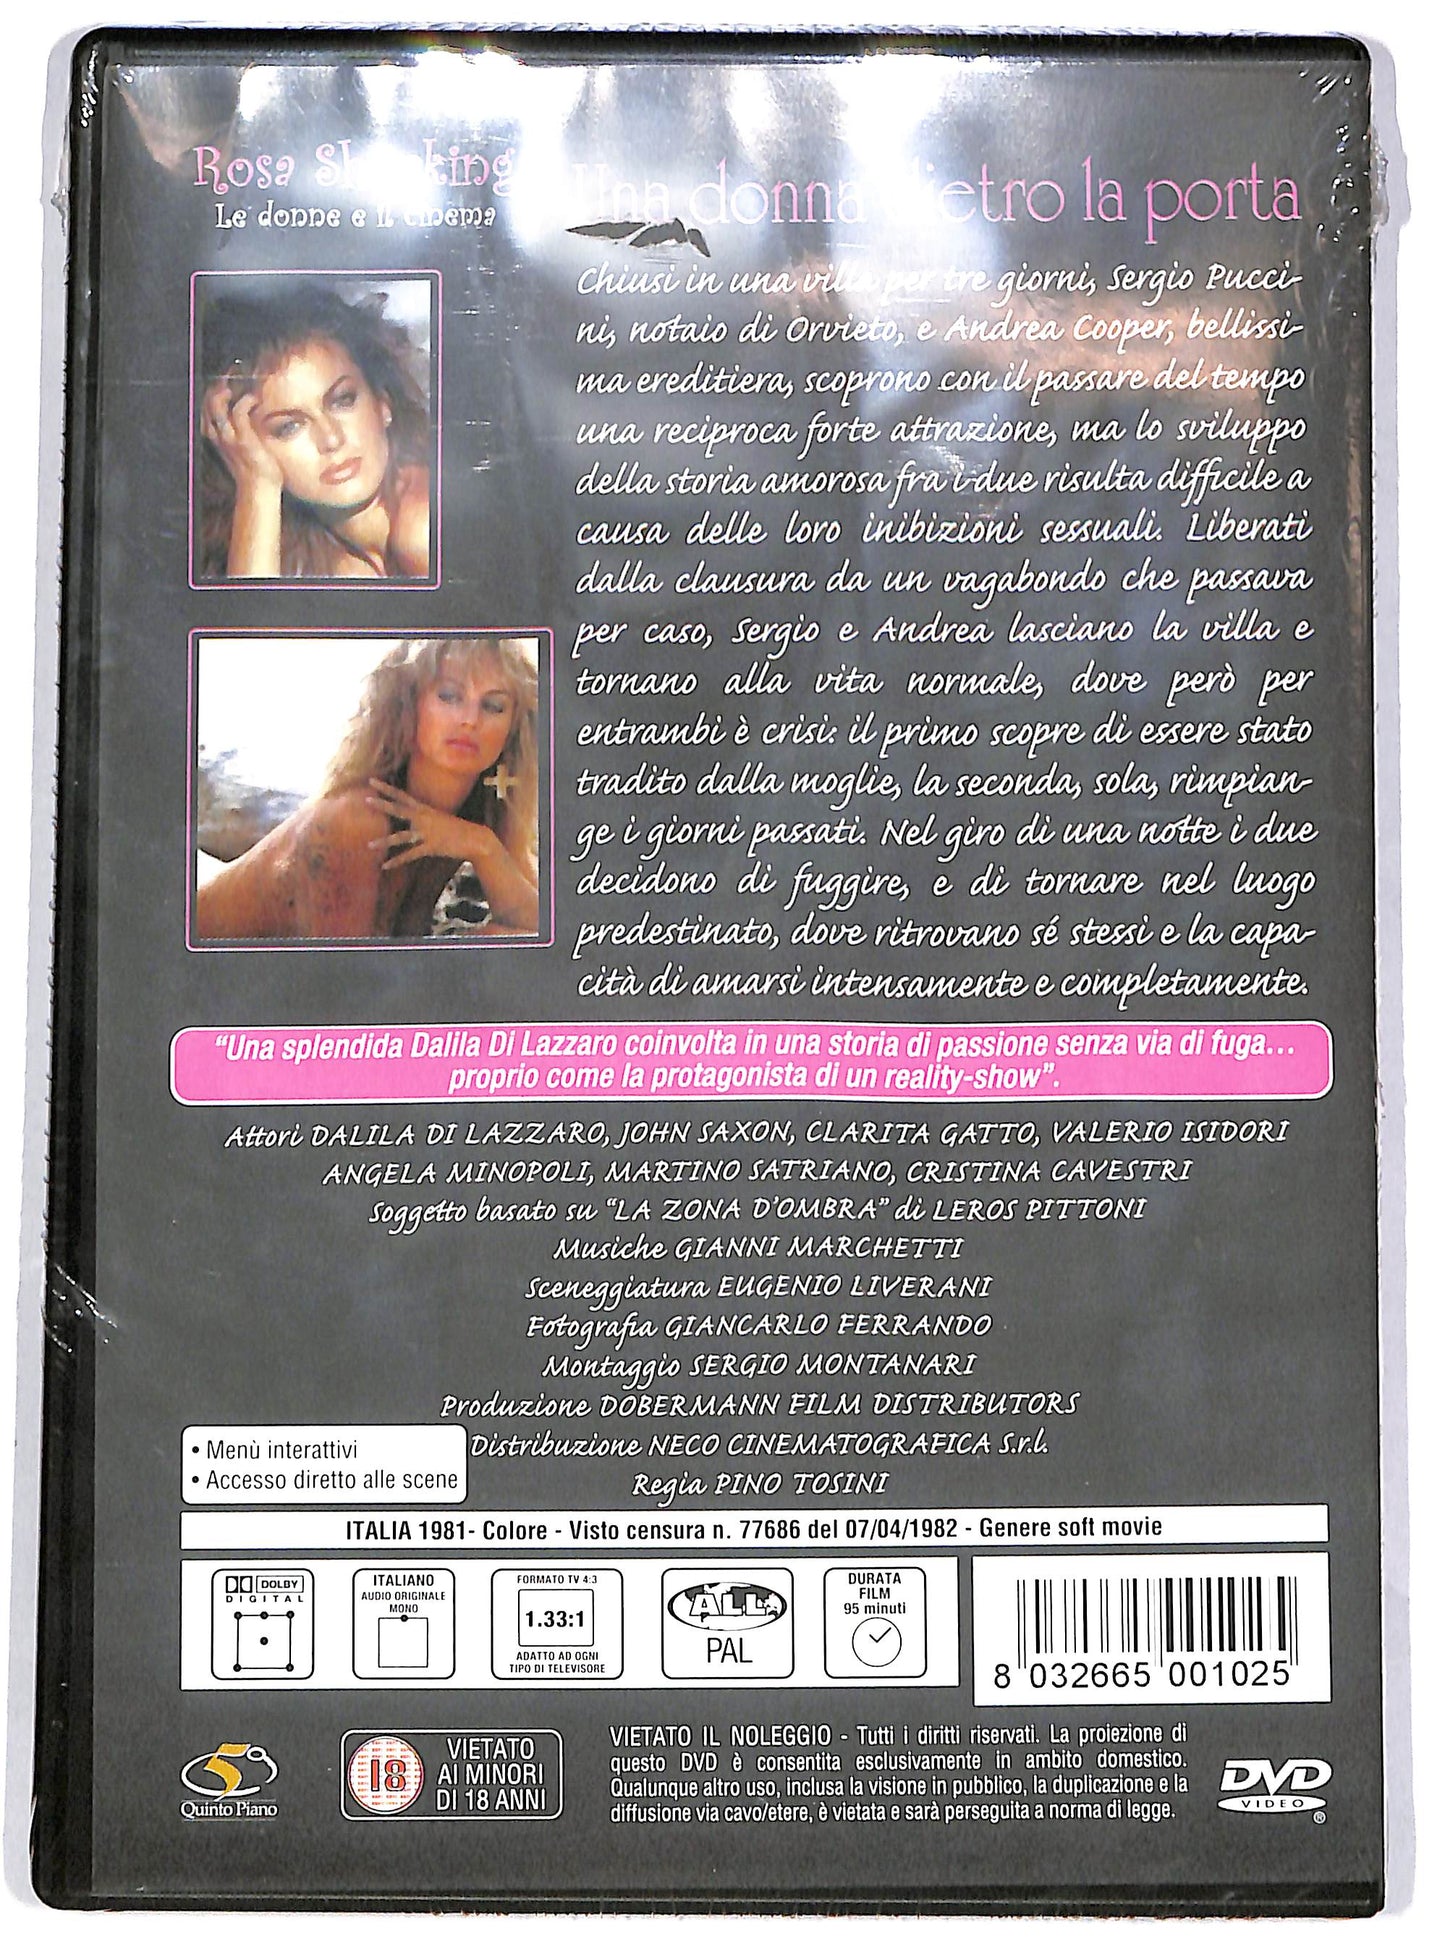 Rosa Shocking
Le donne e il cinema
Una donna dietro la porta
Chiusi in una villa per tre giorni, Sergio Pucci-
ni, notaio di Orvieto, e Andrea Cooper, bellissi-
ma ereditiera, scoprono con il passare del tempo
una reciproca forte attrazione, ma lo sviluppo
della storia amorosa fra i due risulta difficile a
causa delle loro inibizioni sessuali. Liberati
dalla clausura da un vagabondo che passava
per caso, Sergio e Andrea lasciano la villa e
tornano alla vita normale, dove però per
entrambi è crisi: il primo scopre di essere stato
tradito dalla moglie, la seconda, sola, rimpian-
ge i giorni passati. Nel giro di una notte i due
decidono di fuggire, e di tornare nel luogo
predestinato, dove ritrovano sé stessi e la capa-
cità di amarsi intensamente e completamente.
“Una splendida Dalila Di Lazzaro coinvolta in una storia di passione senza via di fuga...
proprio come la protagonista di un reality-show”.
Attori DALILA DI LAZZARO, JOHN SAXON, CLARITA GATTO, VALERIO ISIDORI
ANGELA MINOPOLI, MARTINO SATRIANO, CRISTINA CAVESTRI
Soggetto basato su “LA ZONA D'OMBRA” di LEROS PITTONI
Musiche GIANNI MARCHETTI
Sceneggiatura EUGENIO LIVERANI
Fotografia GIANCARLO FERRANDO
Montaggio SERGIO MONTANARI
Produzione DOBERMANN FILM DISTRIBUTORS
Distribuzione NECO CINEMATOGRAFICA S.r.l.
Regia PINO TOSINI
• Menù interattivi
• Accesso diretto alle scene
ITALIA 1981- Colore - Visto censura n. 77686 del 07/04/1982 - Genere soft movie
DOLBY
DIGITAL
ITALIANO
AUDIO ORIGINALE
MONO
FORMATO TV 4:3
1.33:1
ADATTO AD OGNI
TIPO DI TELEVISORE
ALL
PAL
DURATA
FILM
95 minuti
8 032665 001025
5°
Quinto Piano
18
VIETATO
AI MINORI
DI 18 ANNI
VIETATO IL NOLEGGIO - Tutti i diritti riservati. La proiezione di
questo DVD è consentita esclusivamente in ambito domestico.
Qualunque altro uso, inclusa la visione in pubblico, la duplicazione e la
diffusione via cavo/etere, è vietata e sarà perseguita a norma di legge.
DVD
VIDEO
®